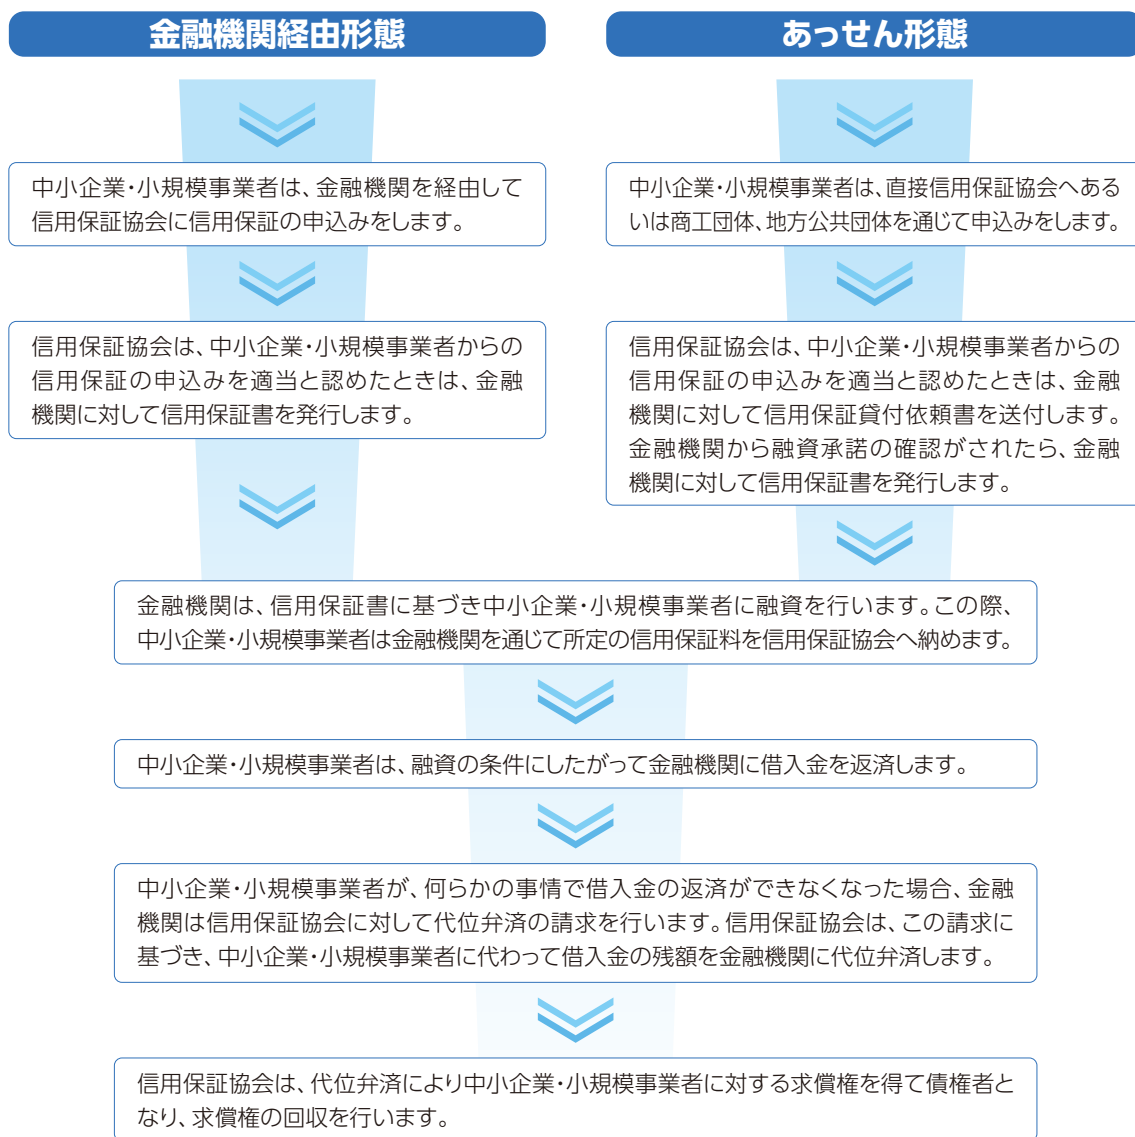 金融機関経由形態
中小企業・小規模事業者は、金融機関を経由して
信用保証協会に信用保証の申込みをします。
信用保証協会は、中小企業・小規模事業者からの
信用保証の申込みを適当と認めたときは、金融
機関に対して信用保証書を発行します。
あっせん形態
中小企業・小規模事業者は、直接信用保証協会へある
いは商工団体、地方公共団体を通じて申込みをします。
信用保証協会は、中小企業・小規模事業者からの
信用保証の申込みを適当と認めたときは、金融
機関に対して信用保証貸付依頼書を送付します。
金融機関から融資承諾の確認がされたら、金融
機関に対して信用保証書を発行します。
金融機関は、信用保証書に基づき中小企業・小規模事業者に融資を行います。この際、
中小企業・小規模事業者は金融機関を通じて所定の信用保証料を信用保証協会へ納めます。
中小企業・小規模事業者は、融資の条件にしたがって金融機関に借入金を返済します。
中小企業・小規模事業者が、何らかの事情で借入金の返済ができなくなった場合、金融
機関は信用保証協会に対して代位弁済の請求を行います。信用保証協会は、この請求に
基づき、中小企業・小規模事業者に代わって借入金の残額を金融機関に代位弁済します。
信用保証協会は、代位弁済により中小企業・小規模事業者に対する求償権を得て債権者と
なり、求償権の回収を行います。